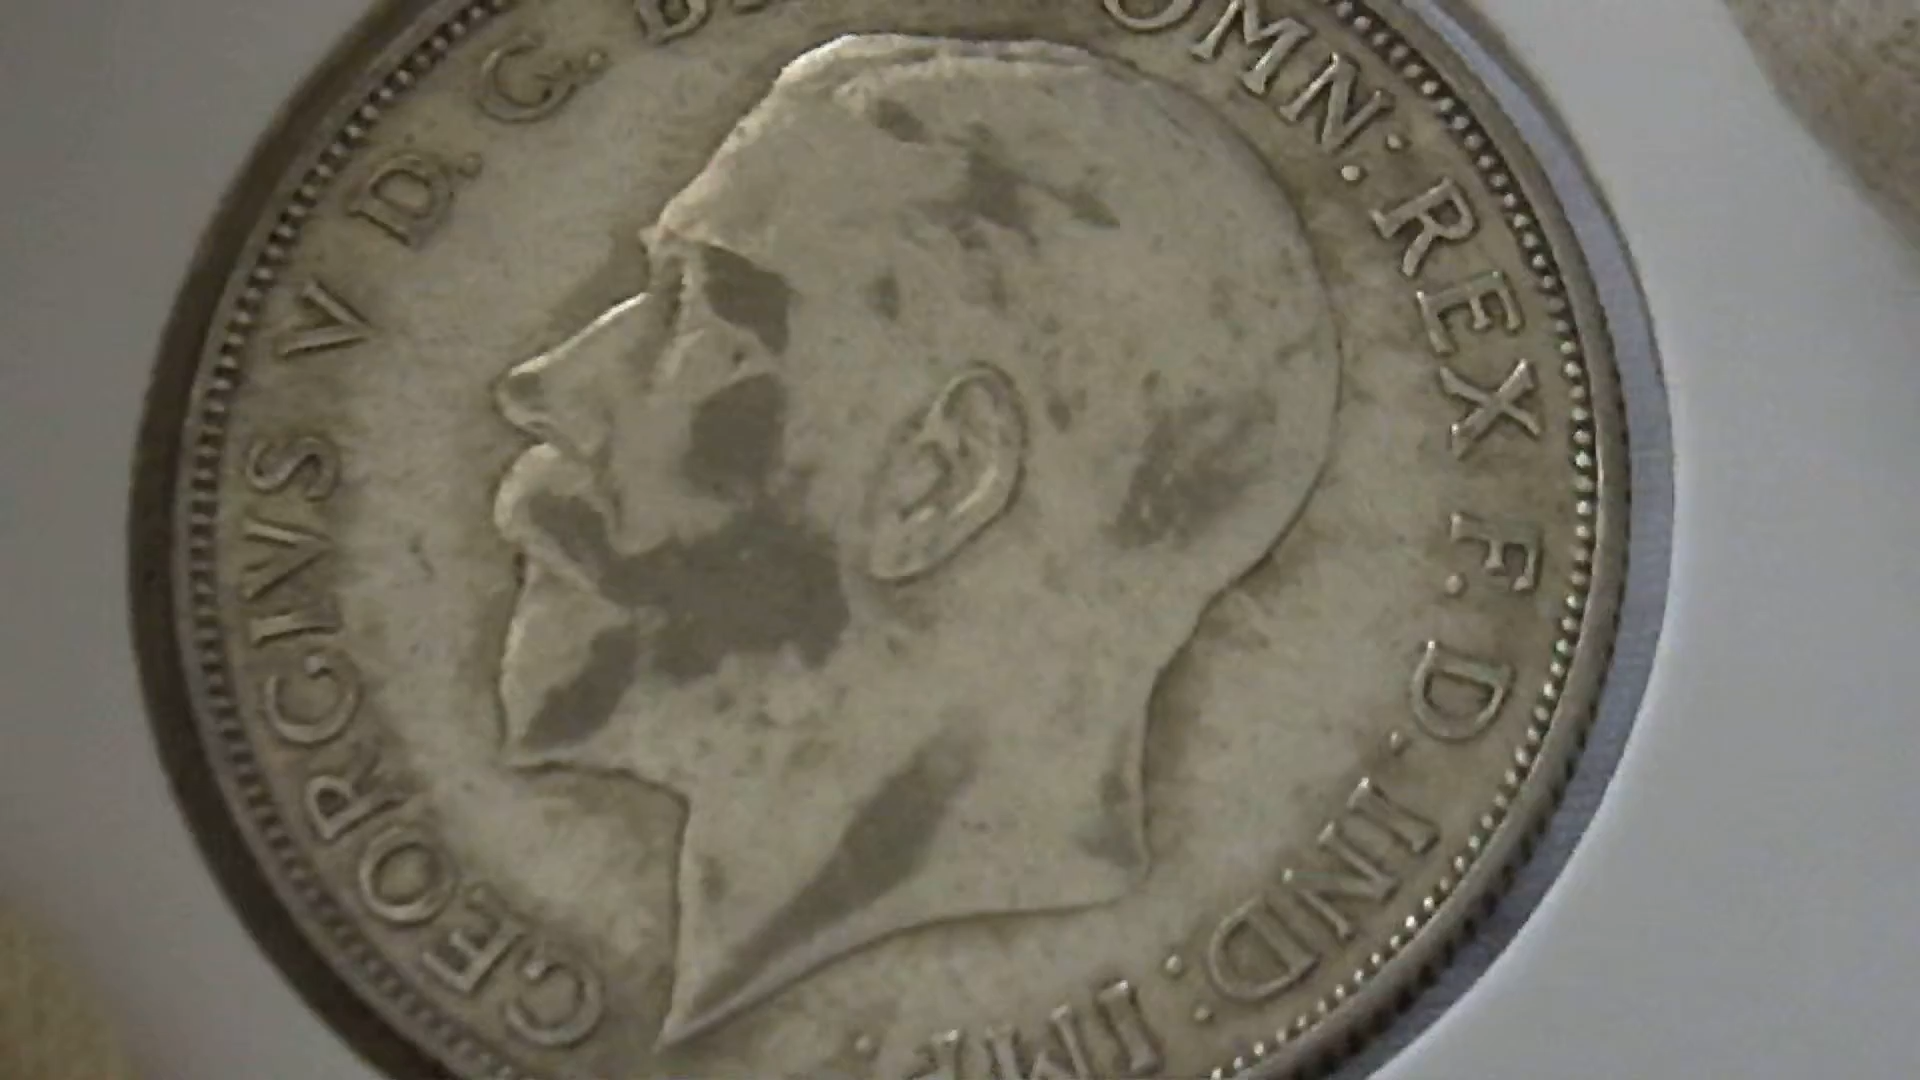 GEORGIVS V D. G. B OMN: REX F. D. IND: IMP: